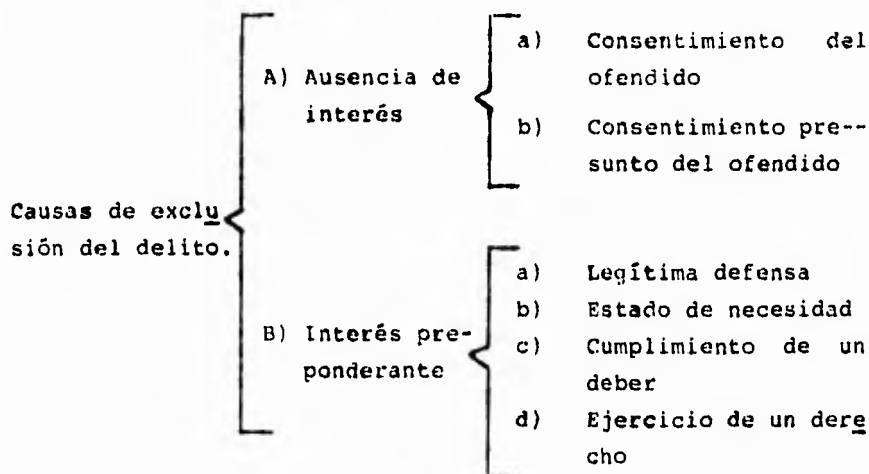 Causas de exclu
sión del delito.
A) Ausencia de
interés
a) Consentimiento del
ofendido
b) Consentimiento pre--
sunto del ofendido
B) Interés pre-
ponderante
a) Legítima defensa
b) Estado de necesidad
c) Cumplimiento de un
deber
d) Ejercicio de un dere
cho